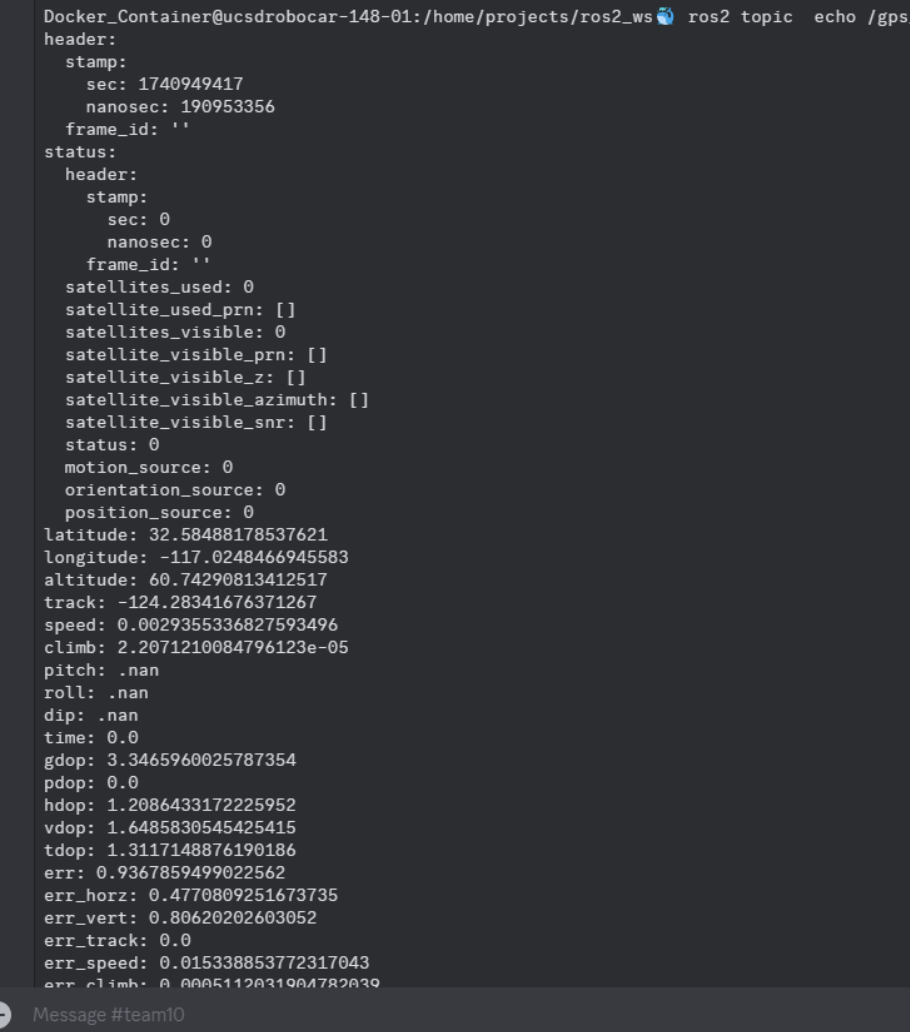 Docker_Container@ucsdrobocar-148-01:/home/projects/ros2_ws🐳 ros2 topic  echo /gps
header:
  stamp:
    sec: 1740949417
    nanosec: 190953356
  frame_id: ''
status:
  header:
    stamp:
      sec: 0
      nanosec: 0
    frame_id: ''
  satellites_used: 0
  satellite_used_prn: []
  satellites_visible: 0
  satellite_visible_prn: []
  satellite_visible_z: []
  satellite_visible_azimuth: []
  satellite_visible_snr: []
  status: 0
  motion_source: 0
  orientation_source: 0
  position_source: 0
latitude: 32.58488178537621
longitude: -117.0248466945583
altitude: 60.74290813412517
track: -124.28341676371267
speed: 0.0029355336827593496
climb: 2.2071210084796123e-05
pitch: .nan
roll: .nan
dip: .nan
time: 0.0
gdop: 3.3465960025787354
pdop: 0.0
hdop: 1.2086433172225952
vdop: 1.6485830545425415
tdop: 1.3117148876190186
err: 0.9367859499022562
err_horz: 0.4770809251673735
err_vert: 0.80620202603052
err_track: 0.0
err_speed: 0.015338853772317043
err_climb: 0.0005112031904782039
Message #team10